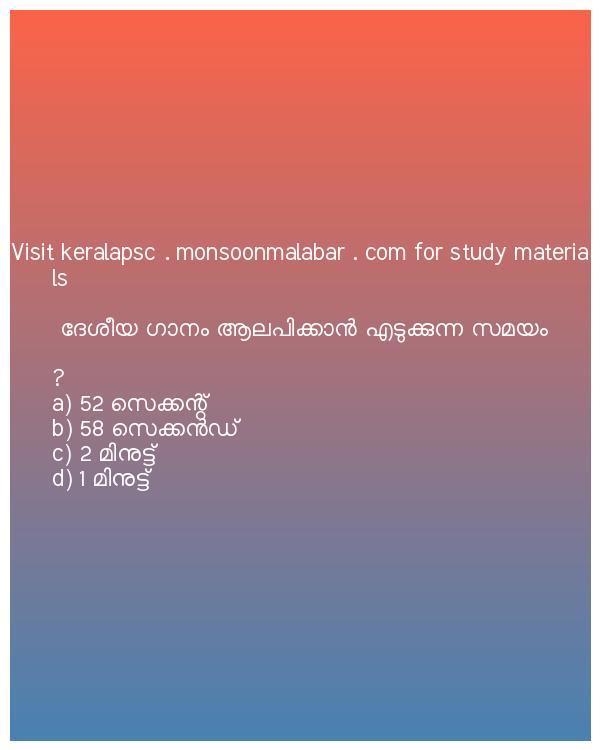 Visit keralapsc . monsoonmalabar . com for study materia
ls
ദേശീയ ഗാനം ആലപിക്കാൻ എടുക്കുന്ന സമയം
?
a) 52 സെക്കന്റ്
b) 58 സെക്കൻഡ്
c) 2 മിനുട്ട്
d) 1 മിനുട്ട്